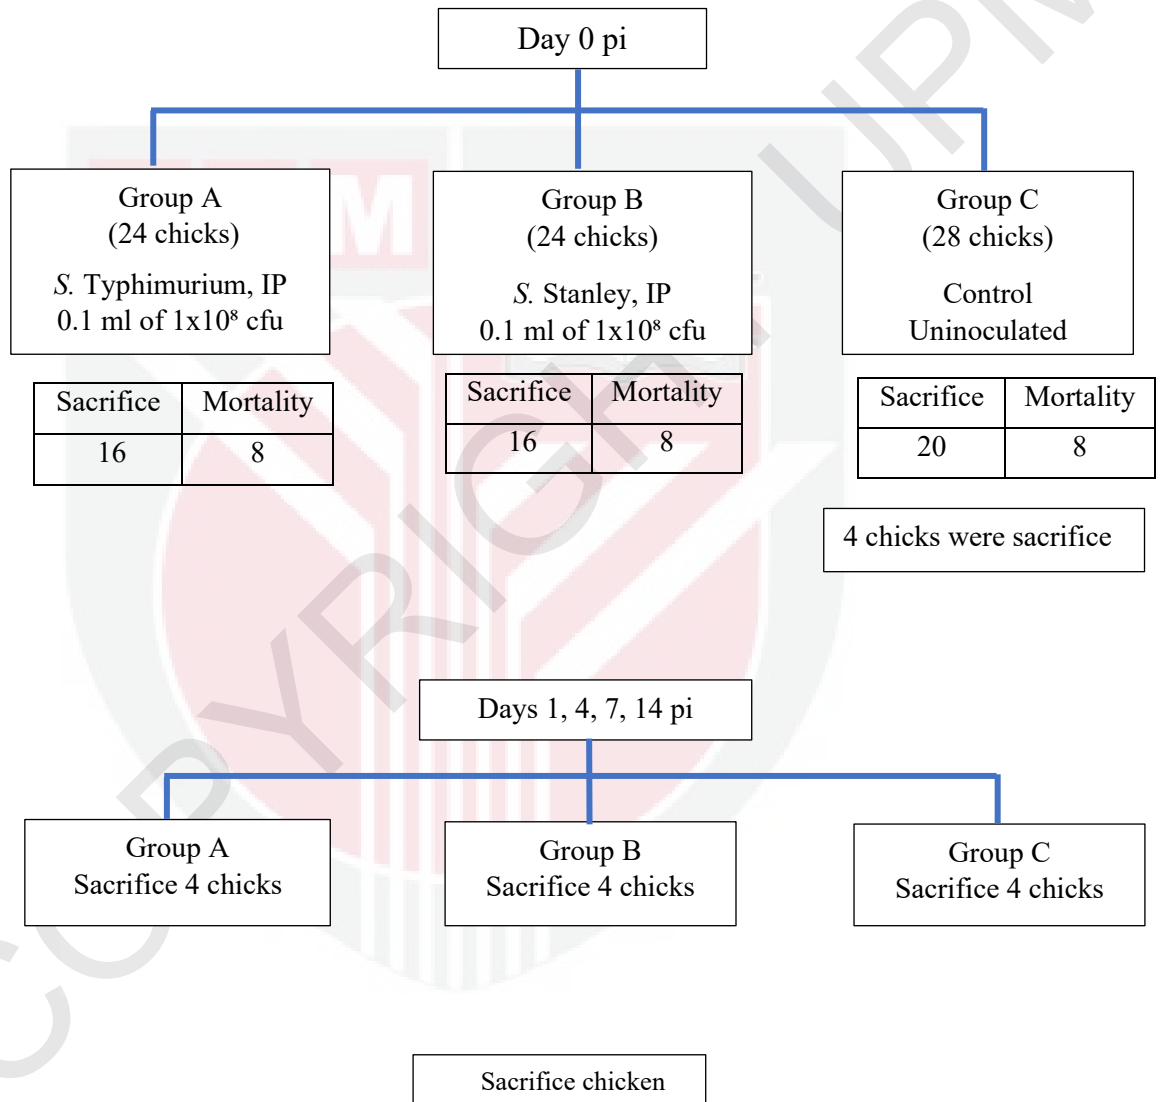 Day 0 pi
Group A
(24 chicks)
S. Typhimurium, IP
0.1 ml of 1x10⁸ cfu
Group B
(24 chicks)
S. Stanley, IP
0.1 ml of 1x10⁸ cfu
Group C
(28 chicks)
Control
Uninoculated
Sacrifice Mortality
16 8
Sacrifice Mortality
16 8
Sacrifice Mortality
20 8
4 chicks were sacrifice
Days 1, 4, 7, 14 pi
Group A
Sacrifice 4 chicks
Group B
Sacrifice 4 chicks
Group C
Sacrifice 4 chicks
Sacrifice chicken
COPYRIGHT UPM